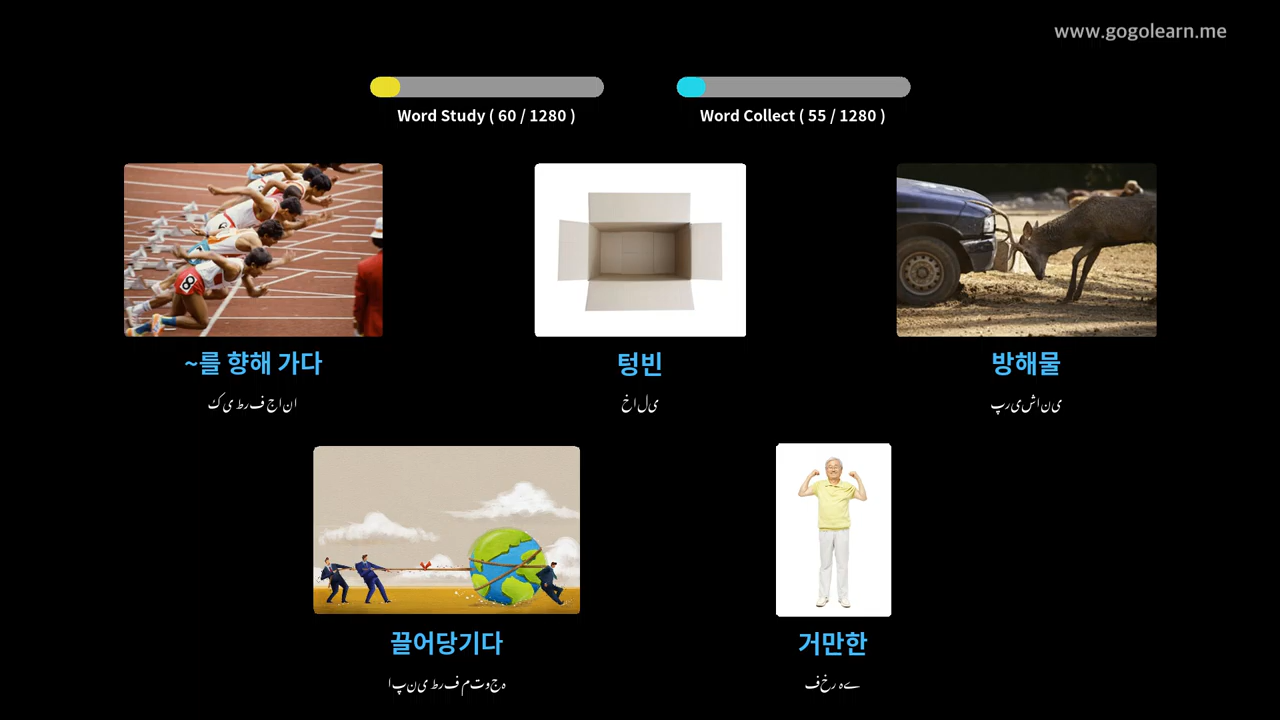 www.gogolearn.me
Word Study ( 60 / 1280 )
Word Collect ( 55 / 1280 )
~를 향해 가다
텅빈
방해물
کی طرف جانا
خالی
پریشانی
끌어당기다
거만한
اپنی طرف متوجہ
فخر ہے